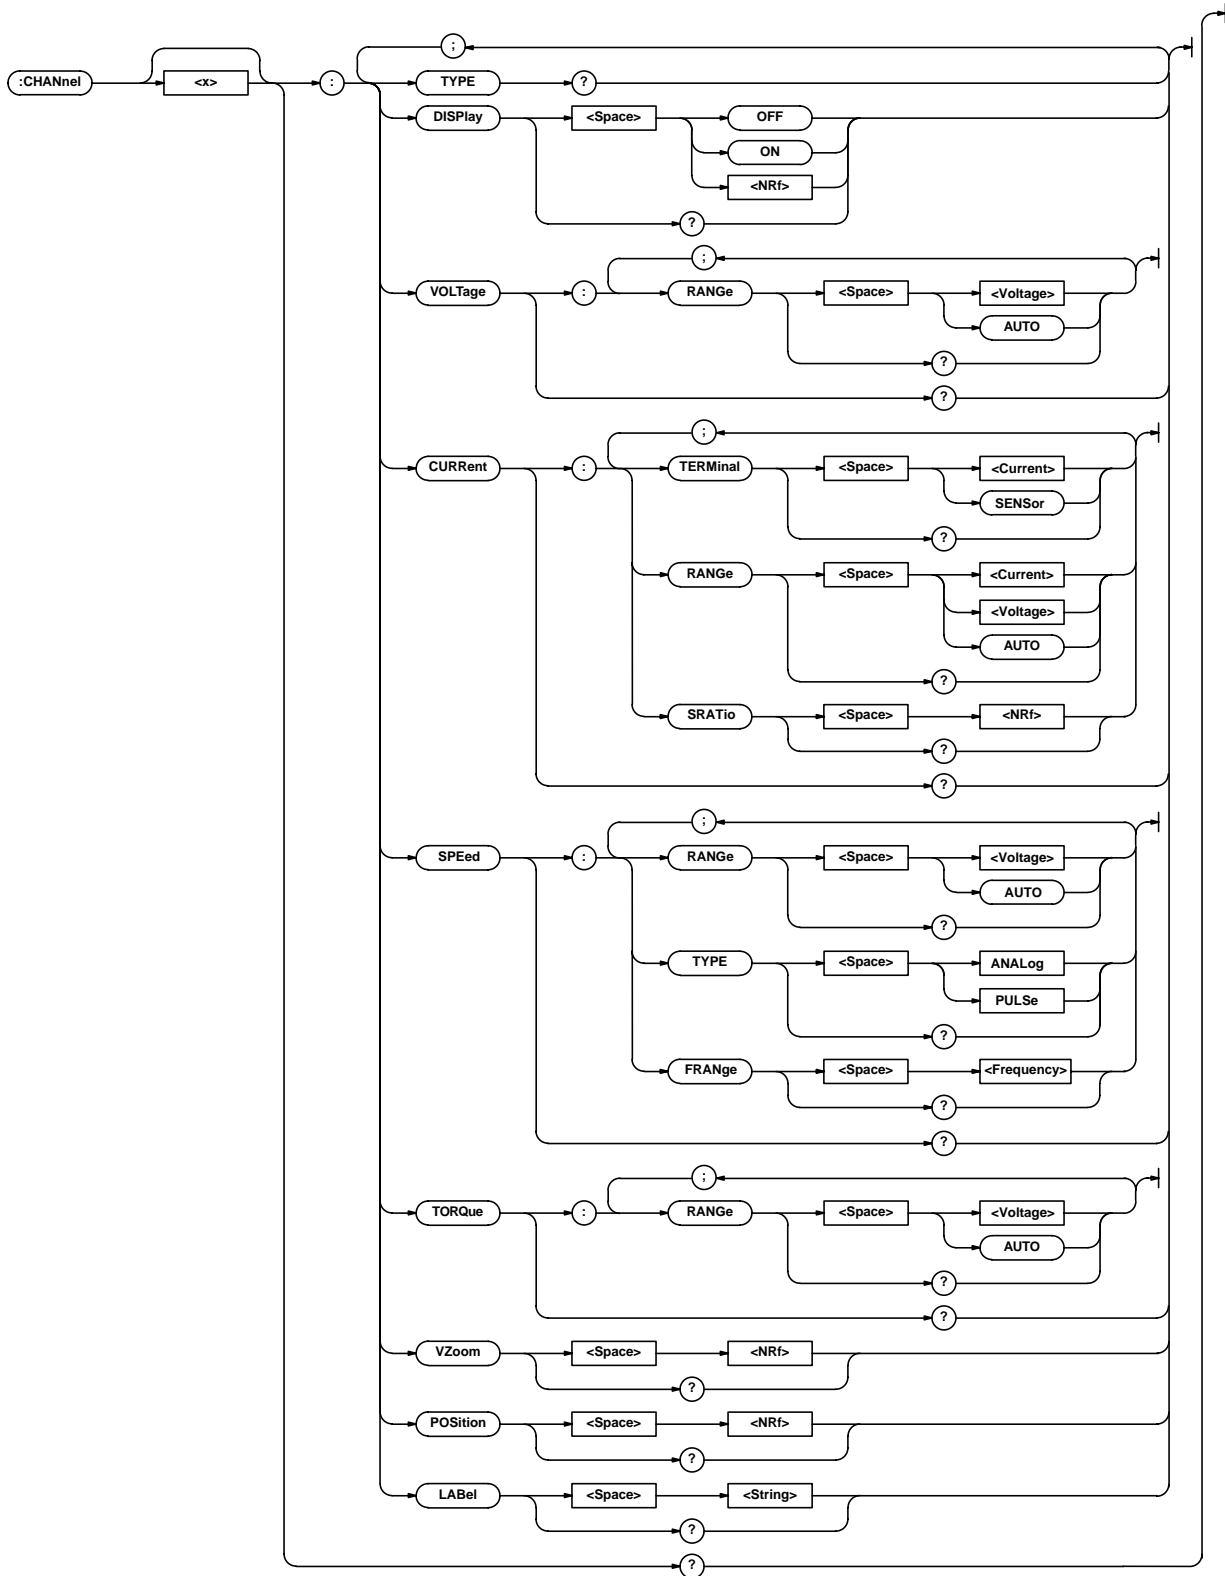 ;
:CHANnel <x> : TYPE ?
DISPlay <Space> OFF
ON
<NRf>
?
;
VOLTage : RANGe <Space> <Voltage>
AUTO
?
?
;
CURRent : TERMinal <Space> <Current>
SENSor
?
RANGe <Space> <Current>
<Voltage>
AUTO
?
SRATio <Space> <NRf>
?
?
;
SPEed : RANGe <Space> <Voltage>
AUTO
?
TYPE <Space> ANALog
PULSe
?
FRANge <Space> <Frequency>
?
?
;
TORQue : RANGe <Space> <Voltage>
AUTO
?
?
VZoom <Space> <NRf>
?
POSition <Space> <NRf>
?
LABel <Space> <String>
?
?